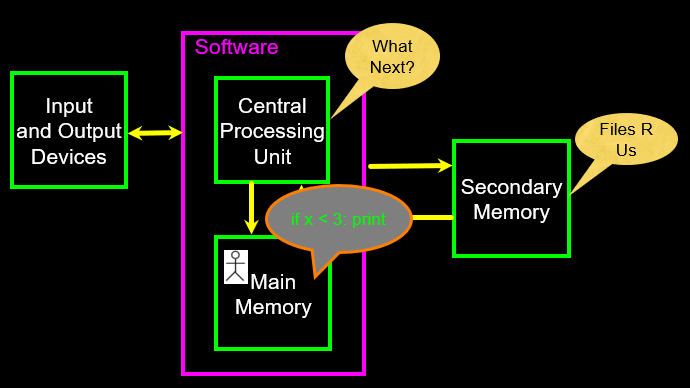 Software
What
Next?
Input
and Output
Devices
Central
Processing
Unit
Files R
Us
Secondary
Memory
if x < 3: print
Main
Memory